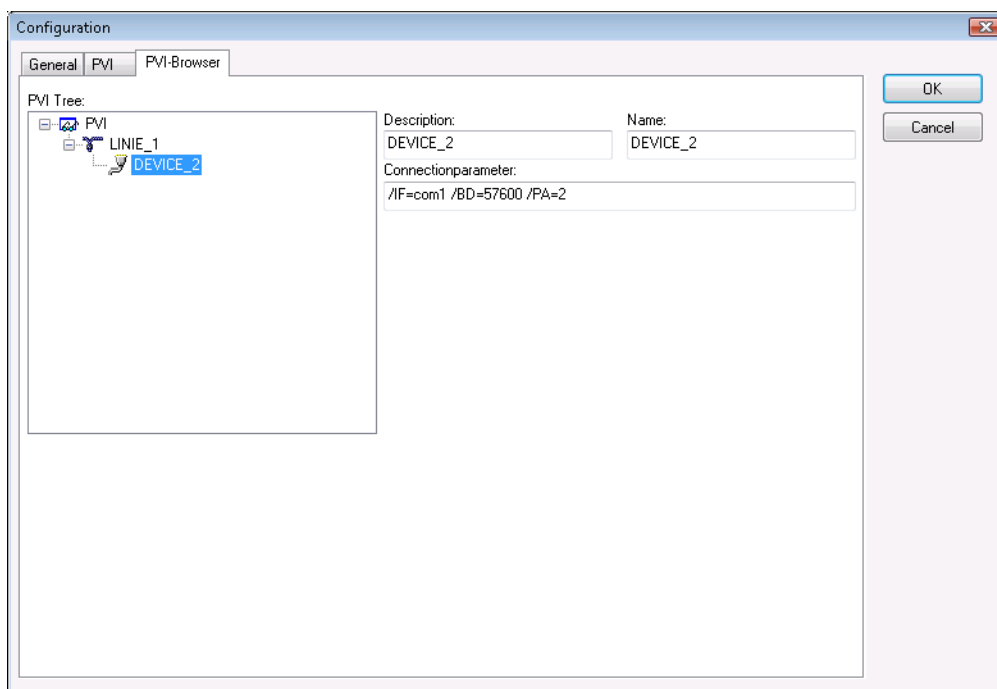 Configuration
General PVI PVI-Browser
PVI Tree:
PVI
LINIE_1
DEVICE_2
Description: Name:
DEVICE_2 DEVICE_2
Connectionparameter:
/IF=com1 /BD=57600 /PA=2
OK
Cancel